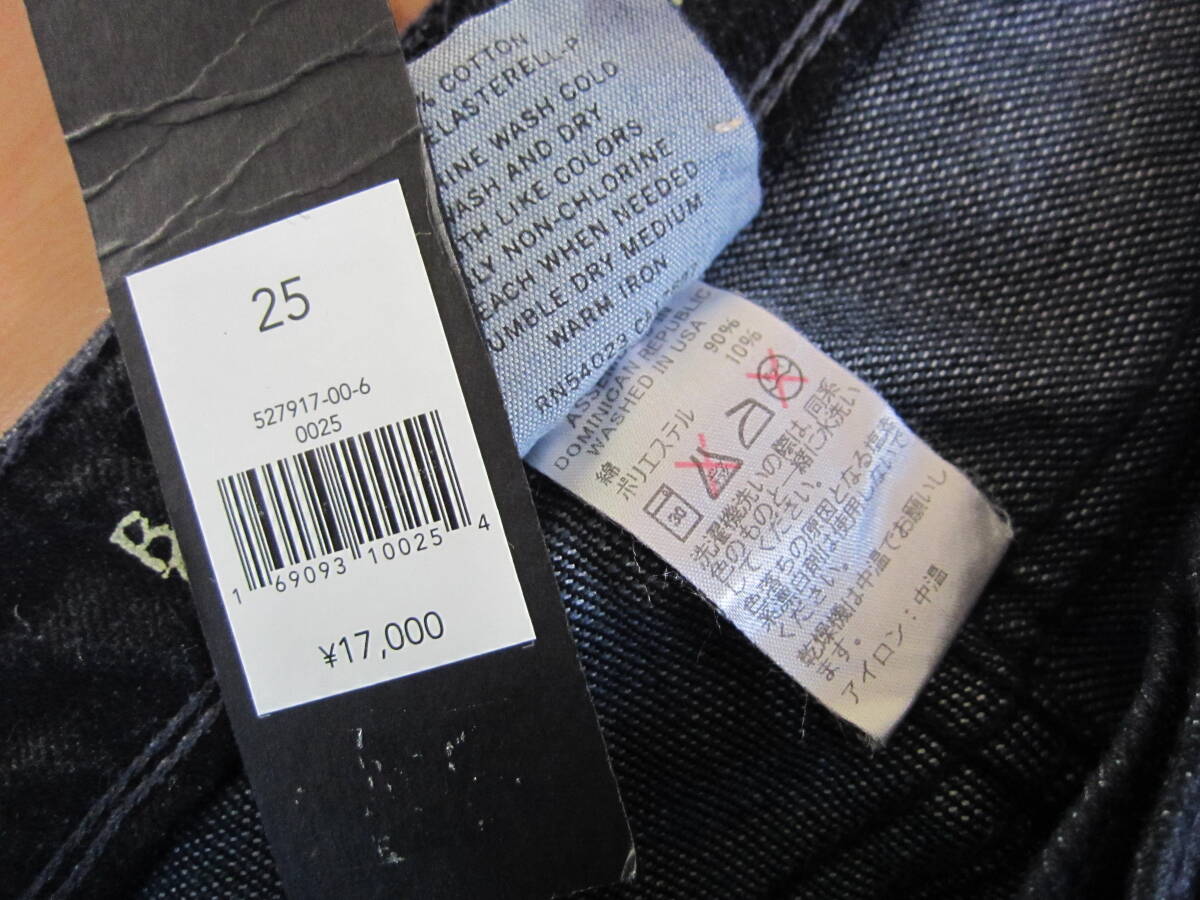 25
527917-00-6
0025
1 69093 10025 4
¥17,000
% COTTON
ELASTERELL-P
INE WASH COLD
WASH AND DRY
TH LIKE COLORS
LY NON-CHLORINE
EACH WHEN NEEDED
UMBLE DRY MEDIUM
WARM IRON
RN54023
DOMINICAN REPUBLIC
WASHED IN USA
綿 90%
ポリエステル 10%
30
洗濯機洗いの際は、同系
色のものと一緒に水洗い
してください。
色落ちの原因となる塩素
系漂白剤は使用しないで
ください。
乾燥機は中温でお願いし
ます。
アイロン：中温